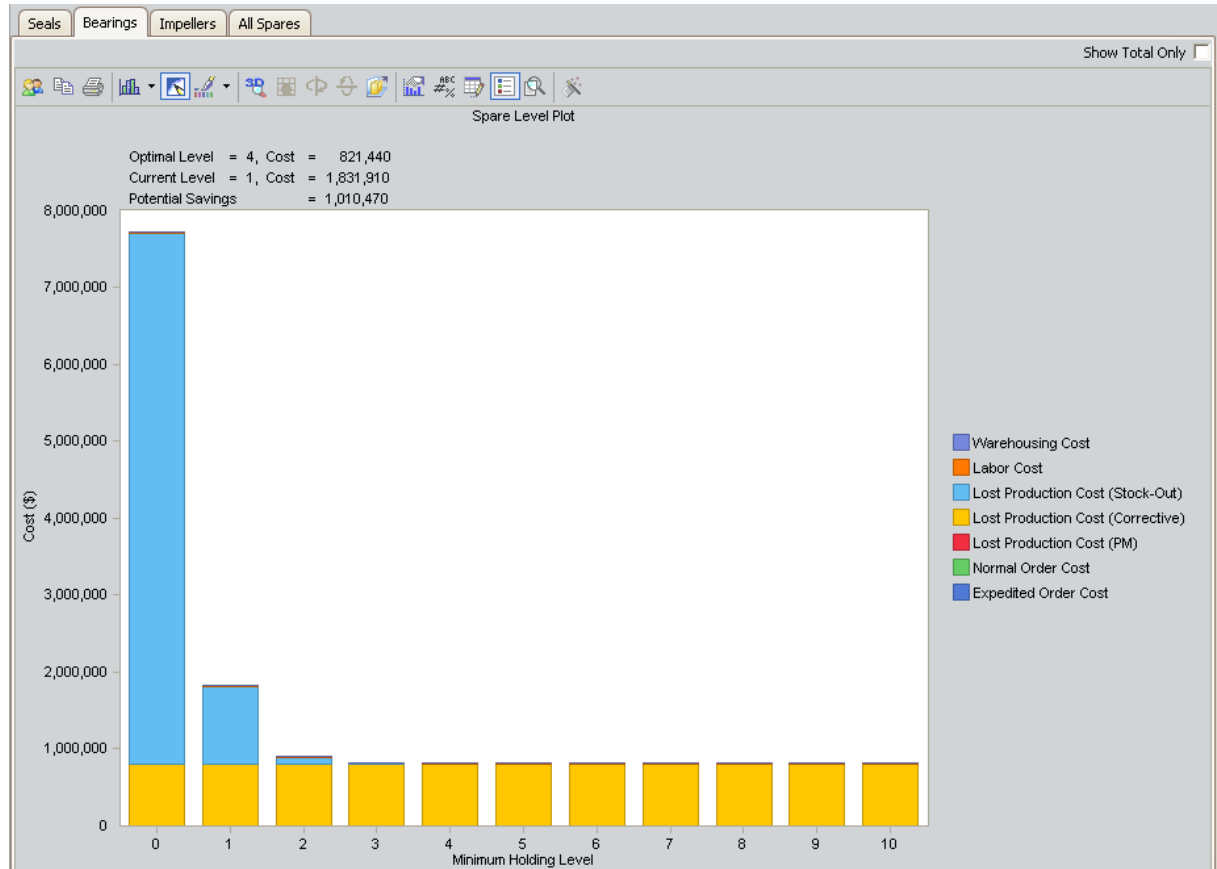 Seals Bearings Impellers All Spares
Show Total Only
3D ABC #%
Spare Level Plot
Optimal Level = 4, Cost = 821,440
Current Level = 1, Cost = 1,831,910
Potential Savings = 1,010,470
8,000,000
7,000,000
6,000,000
5,000,000
4,000,000
3,000,000
2,000,000
1,000,000
0
Cost ($)
Warehousing Cost
Labor Cost
Lost Production Cost (Stock-Out)
Lost Production Cost (Corrective)
Lost Production Cost (PM)
Normal Order Cost
Expedited Order Cost
0 1 2 3 4 5 6 7 8 9 10
Minimum Holding Level